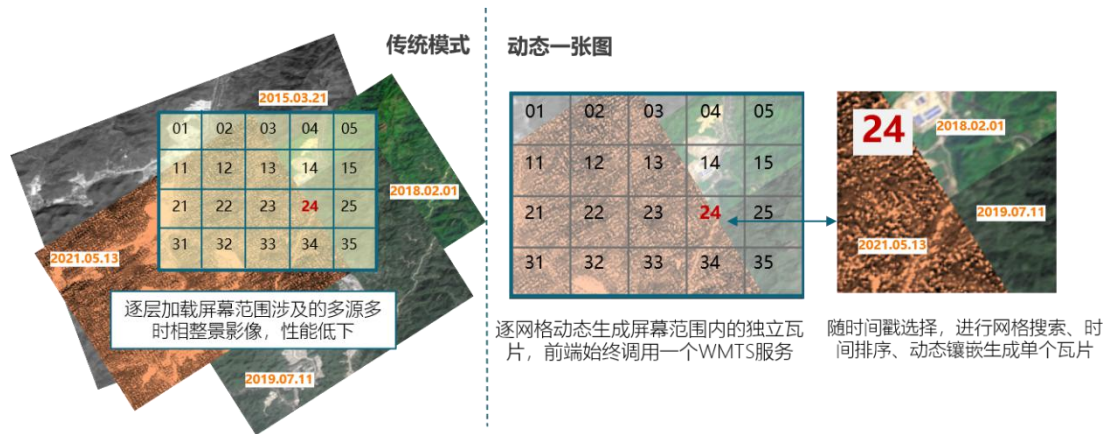 传统模式
2015.03.21
01 02 03 04 05
11 12 13 14 15
21 22 23 24 25
31 32 33 34 35
2018.02.01
2021.05.13
逐层加载屏幕范围涉及的多源多
时相整景影像，性能低下
2019.07.11
动态一张图
01 02 03 04 05
11 12 13 14 15
21 22 23 24 25
31 32 33 34 35
逐网格动态生成屏幕范围内的独立瓦
片，前端始终调用一个WMTS服务
24
2018.02.01
2019.07.11
2021.05.13
随时间戳选择，进行网格搜索、时
间排序、动态镶嵌生成单个瓦片